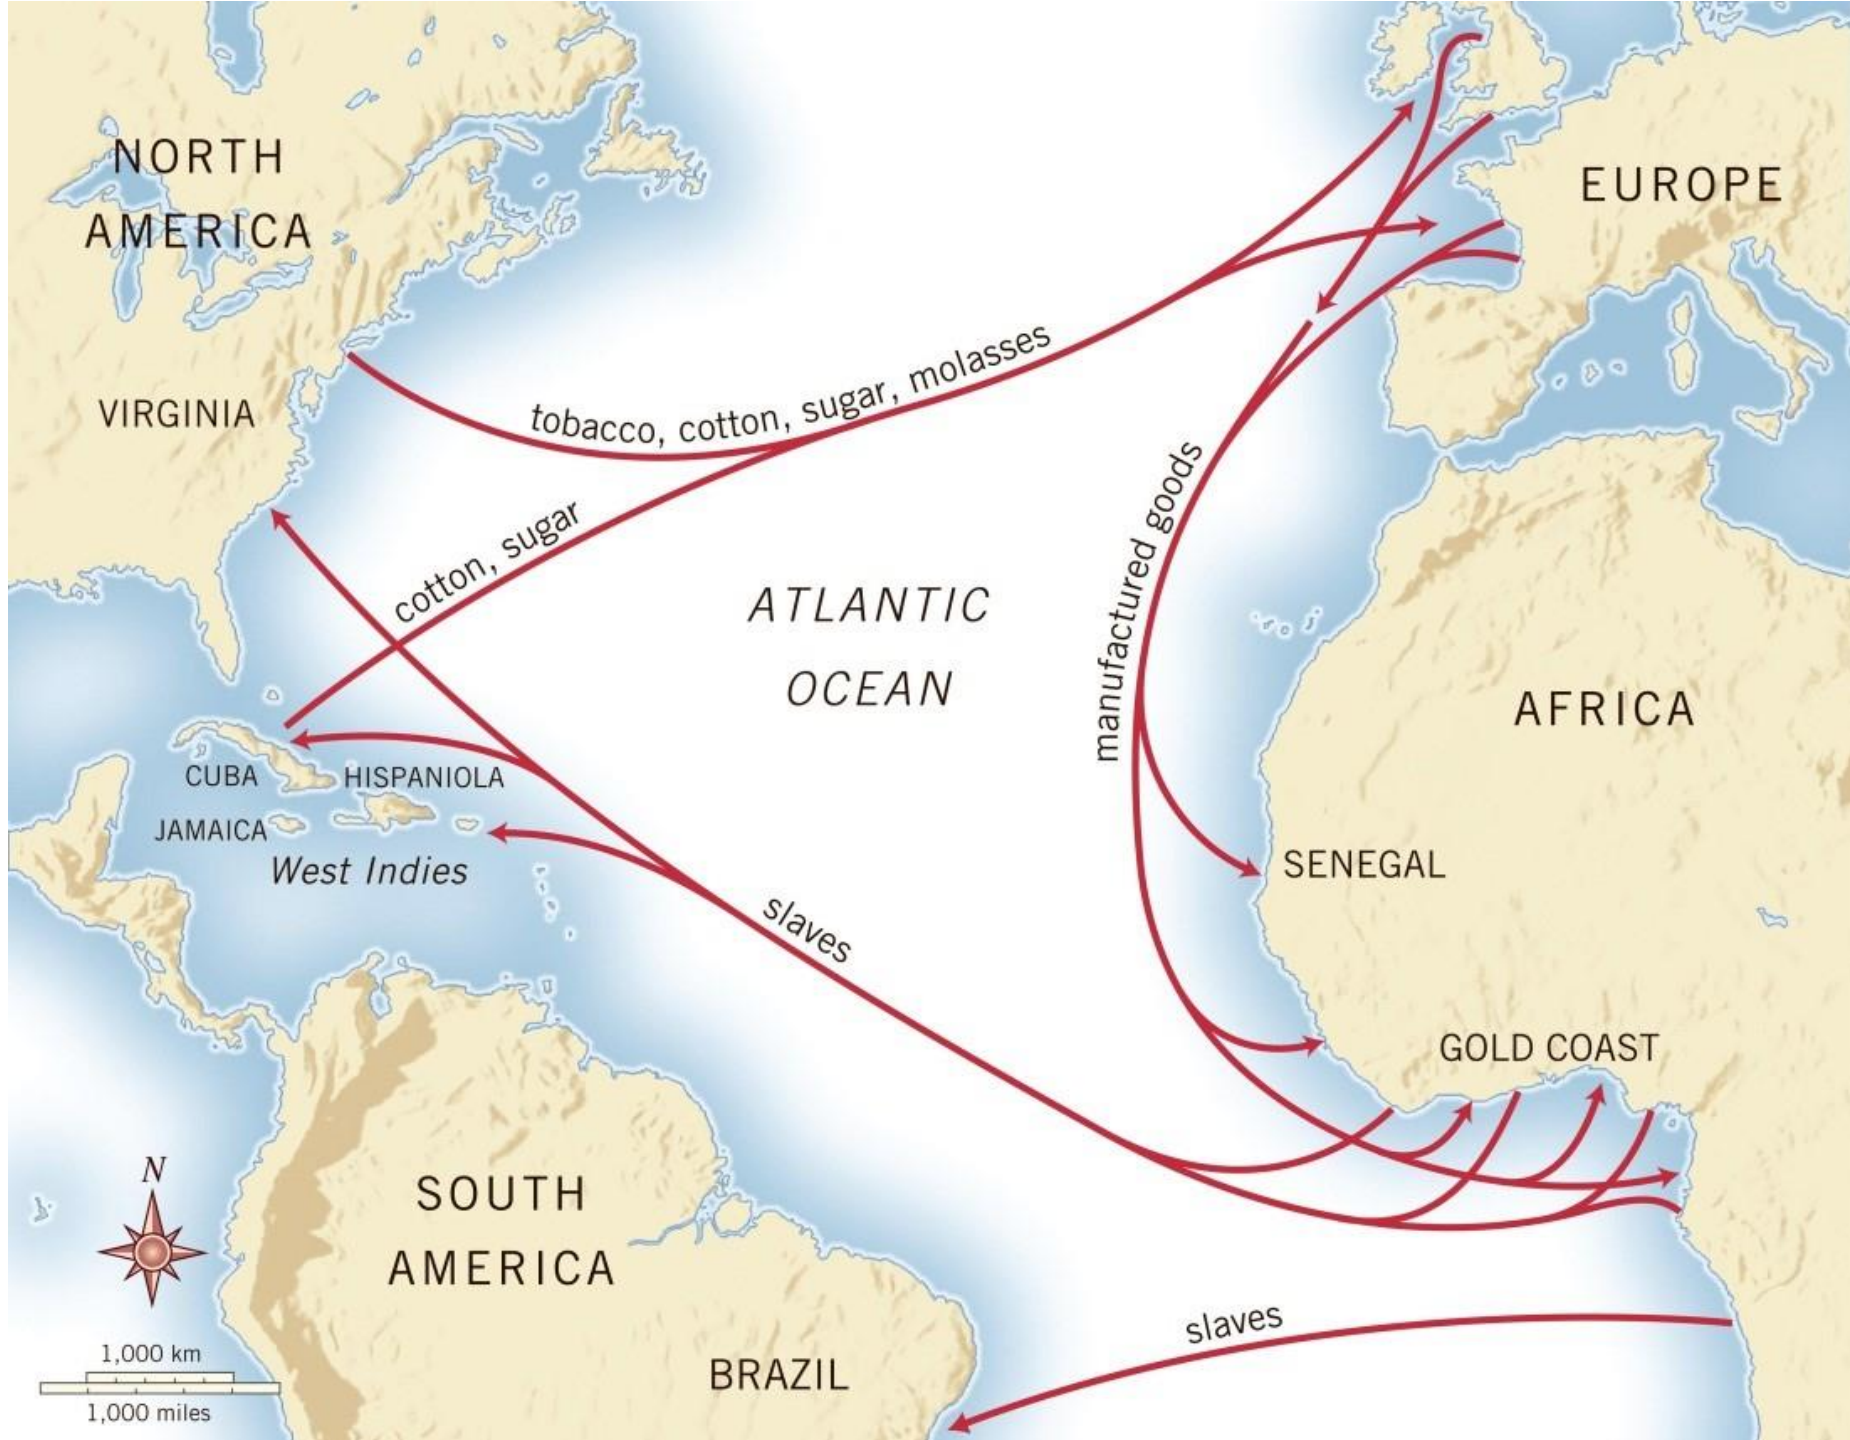 NORTH
AMERICA
EUROPE
VIRGINIA
tobacco, cotton, sugar, molasses
cotton, sugar
manufactured goods
ATLANTIC
OCEAN
AFRICA
CUBA
HISPANIOLA
JAMAICA
West Indies
SENEGAL
slaves
GOLD COAST
N
SOUTH
AMERICA
slaves
BRAZIL
1,000 km
1,000 miles